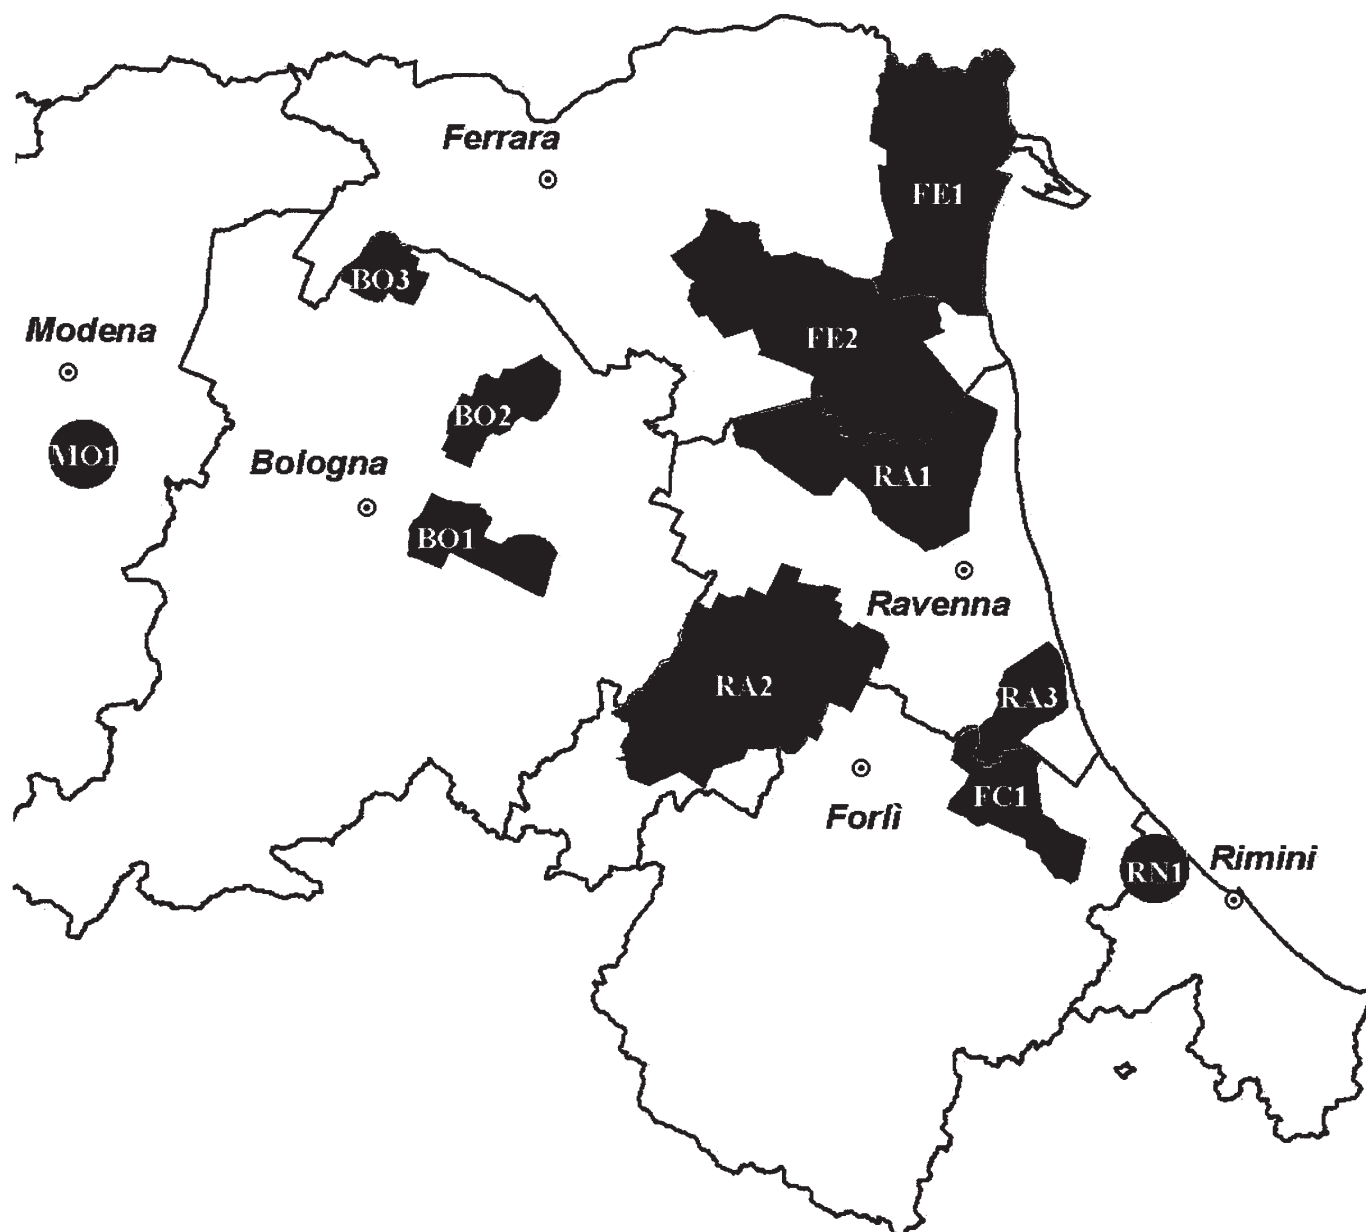 Ferrara
FE1
BO3
Modena
FE2
BO2
MO1
Bologna
RA1
BO1
Ravenna
RA2
RA3
FC1
Forlì
RN1
Rimini